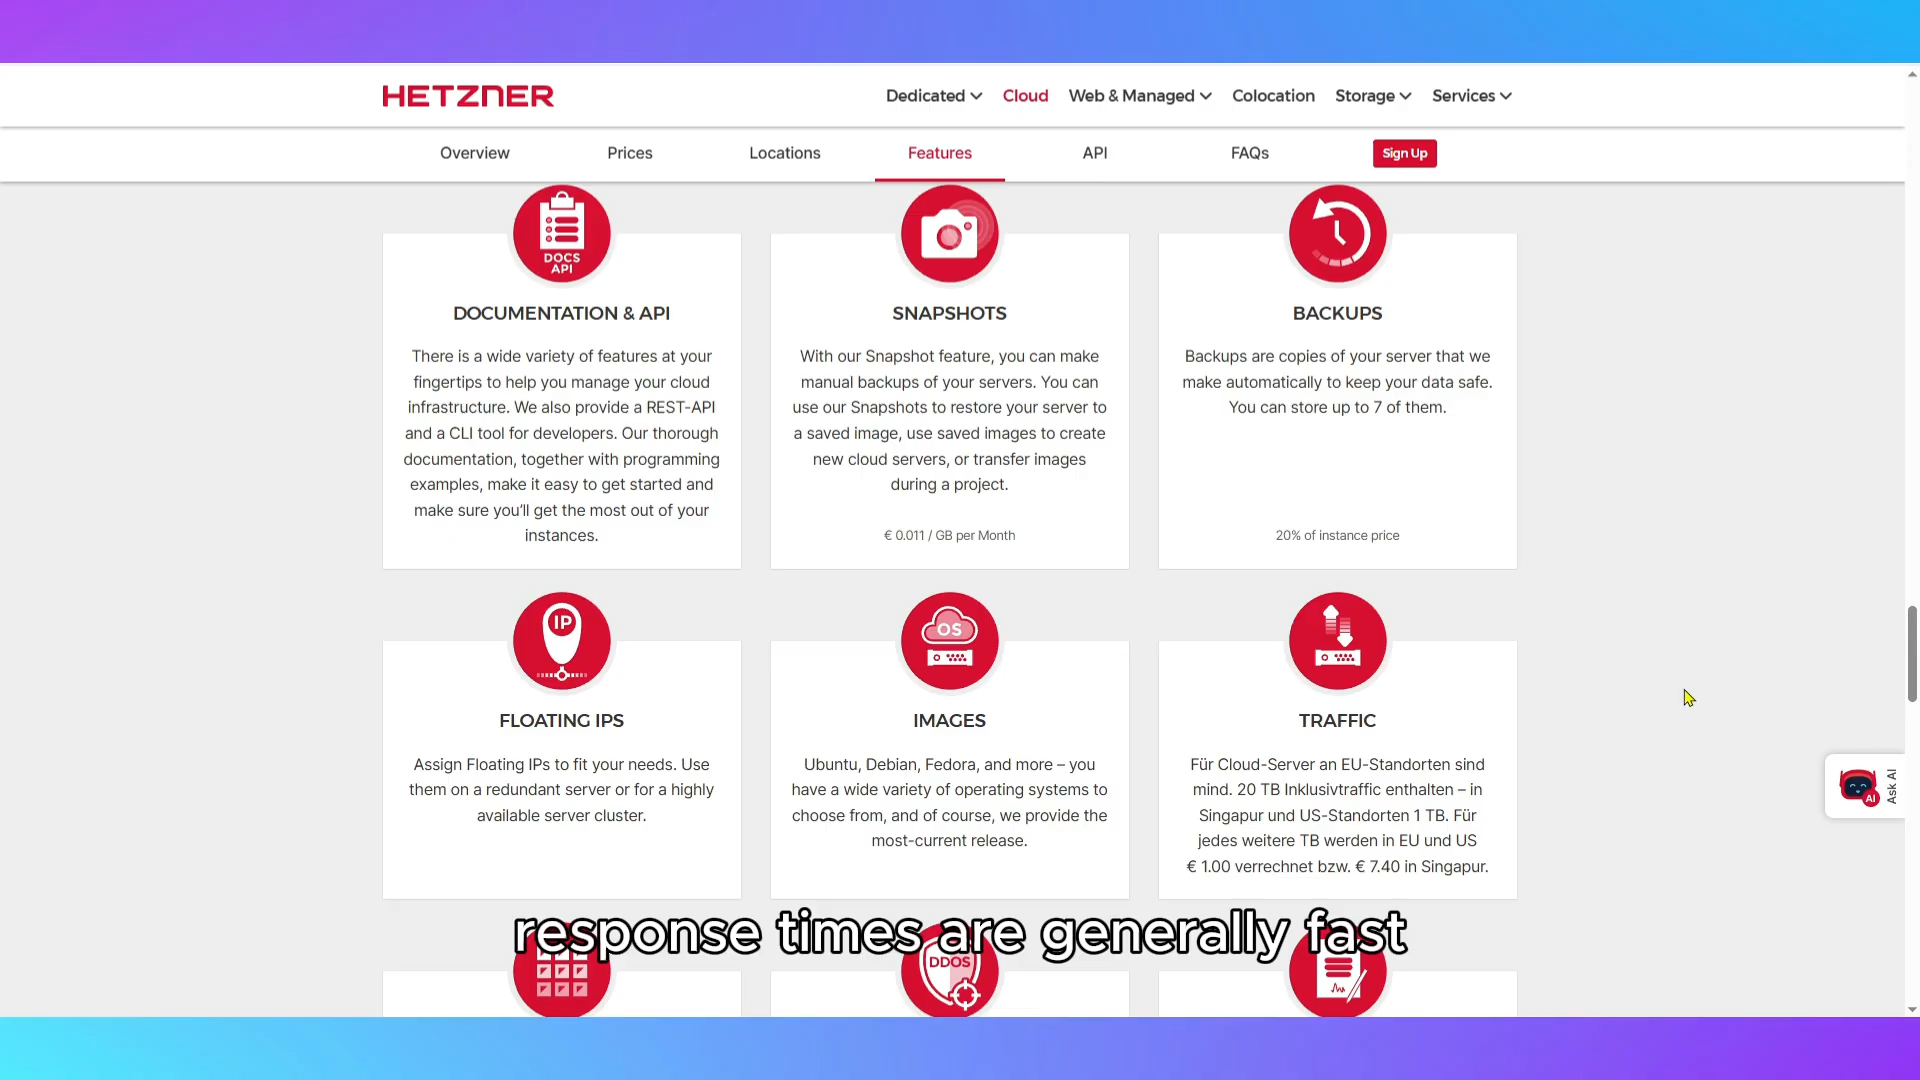 HETZNER
Dedicated Cloud Web & Managed Colocation Storage Services
Overview Prices Locations Features API FAQs Sign Up
DOCS
API
DOCUMENTATION & API
There is a wide variety of features at your
fingertips to help you manage your cloud
infrastructure. We also provide a REST-API
and a CLI tool for developers. Our thorough
documentation, together with programming
examples, make it easy to get started and
make sure you'll get the most out of your
instances.
SNAPSHOTS
With our Snapshot feature, you can make
manual backups of your servers. You can
use our Snapshots to restore your server to
a saved image, use saved images to create
new cloud servers, or transfer images
during a project.
€ 0.011 / GB per Month
BACKUPS
Backups are copies of your server that we
make automatically to keep your data safe.
You can store up to 7 of them.
20% of instance price
IP
FLOATING IPS
Assign Floating IPs to fit your needs. Use
them on a redundant server or for a highly
available server cluster.
OS
IMAGES
Ubuntu, Debian, Fedora, and more – you
have a wide variety of operating systems to
choose from, and of course, we provide the
most-current release.
TRAFFIC
Für Cloud-Server an EU-Standorten sind
mind. 20 TB Inklusivtraffic enthalten – in
Singapur und US-Standorten 1 TB. Für
jedes weitere TB werden in EU und US
€ 1.00 verrechnet bzw. € 7.40 in Singapur.
AI
Ask AI
response times are generally fast
DDOS